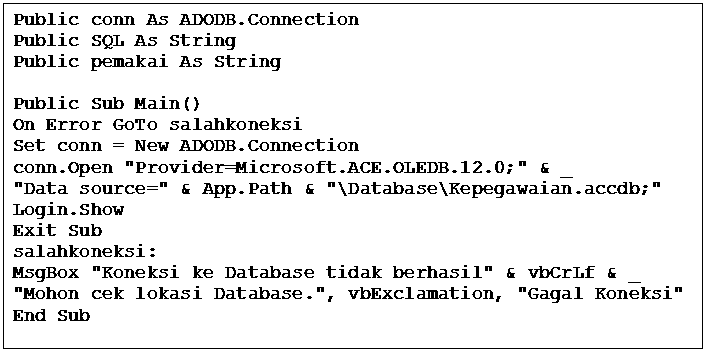 Public conn As ADODB.Connection
Public SQL As String
Public pemakai As String
Public Sub Main()
On Error GoTo salahkoneksi
Set conn = New ADODB.Connection
conn.Open "Provider=Microsoft.ACE.OLEDB.12.0;" & _
"Data source=" & App.Path & "\Database\Kepegawaian.accdb;"
Login.Show
Exit Sub
salahkoneksi:
MsgBox "Koneksi ke Database tidak berhasil" & vbCrLf & _
"Mohon cek lokasi Database.", vbExclamation, "Gagal Koneksi"
End Sub